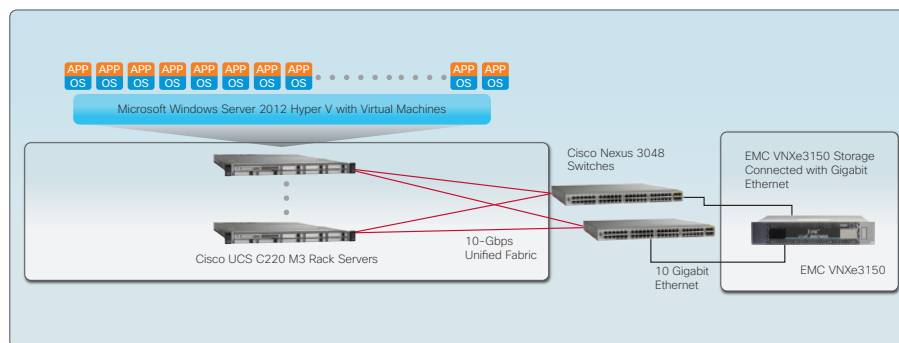 APP APP APP APP APP APP APP APP APP APP
OS OS OS OS OS OS OS OS OS OS
Microsoft Windows Server 2012 Hyper V with Virtual Machines
Cisco UCS C220 M3 Rack Servers
10-Gbps
Unified Fabric
Cisco Nexus 3048
Switches
10 Gigabit
Ethernet
EMC VNXe3150 Storage
Connected with Gigabit
Ethernet
EMC
EMC VNXe3150